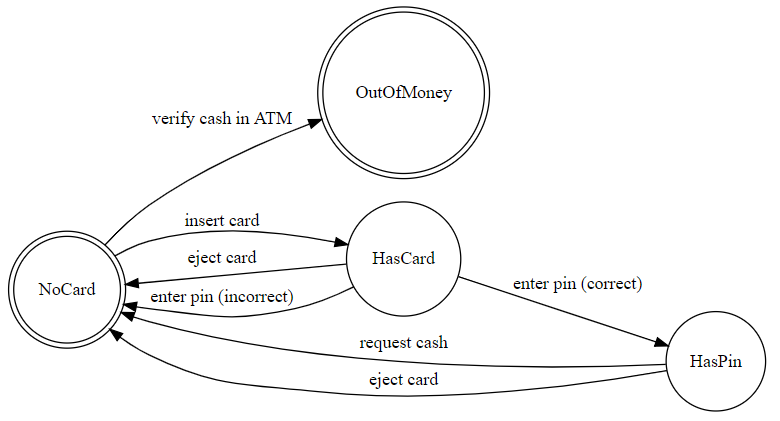 OutOfMoney
verify cash in ATM
insert card
eject card
HasCard
NoCard
enter pin (incorrect)
enter pin (correct)
request cash
HasPin
eject card